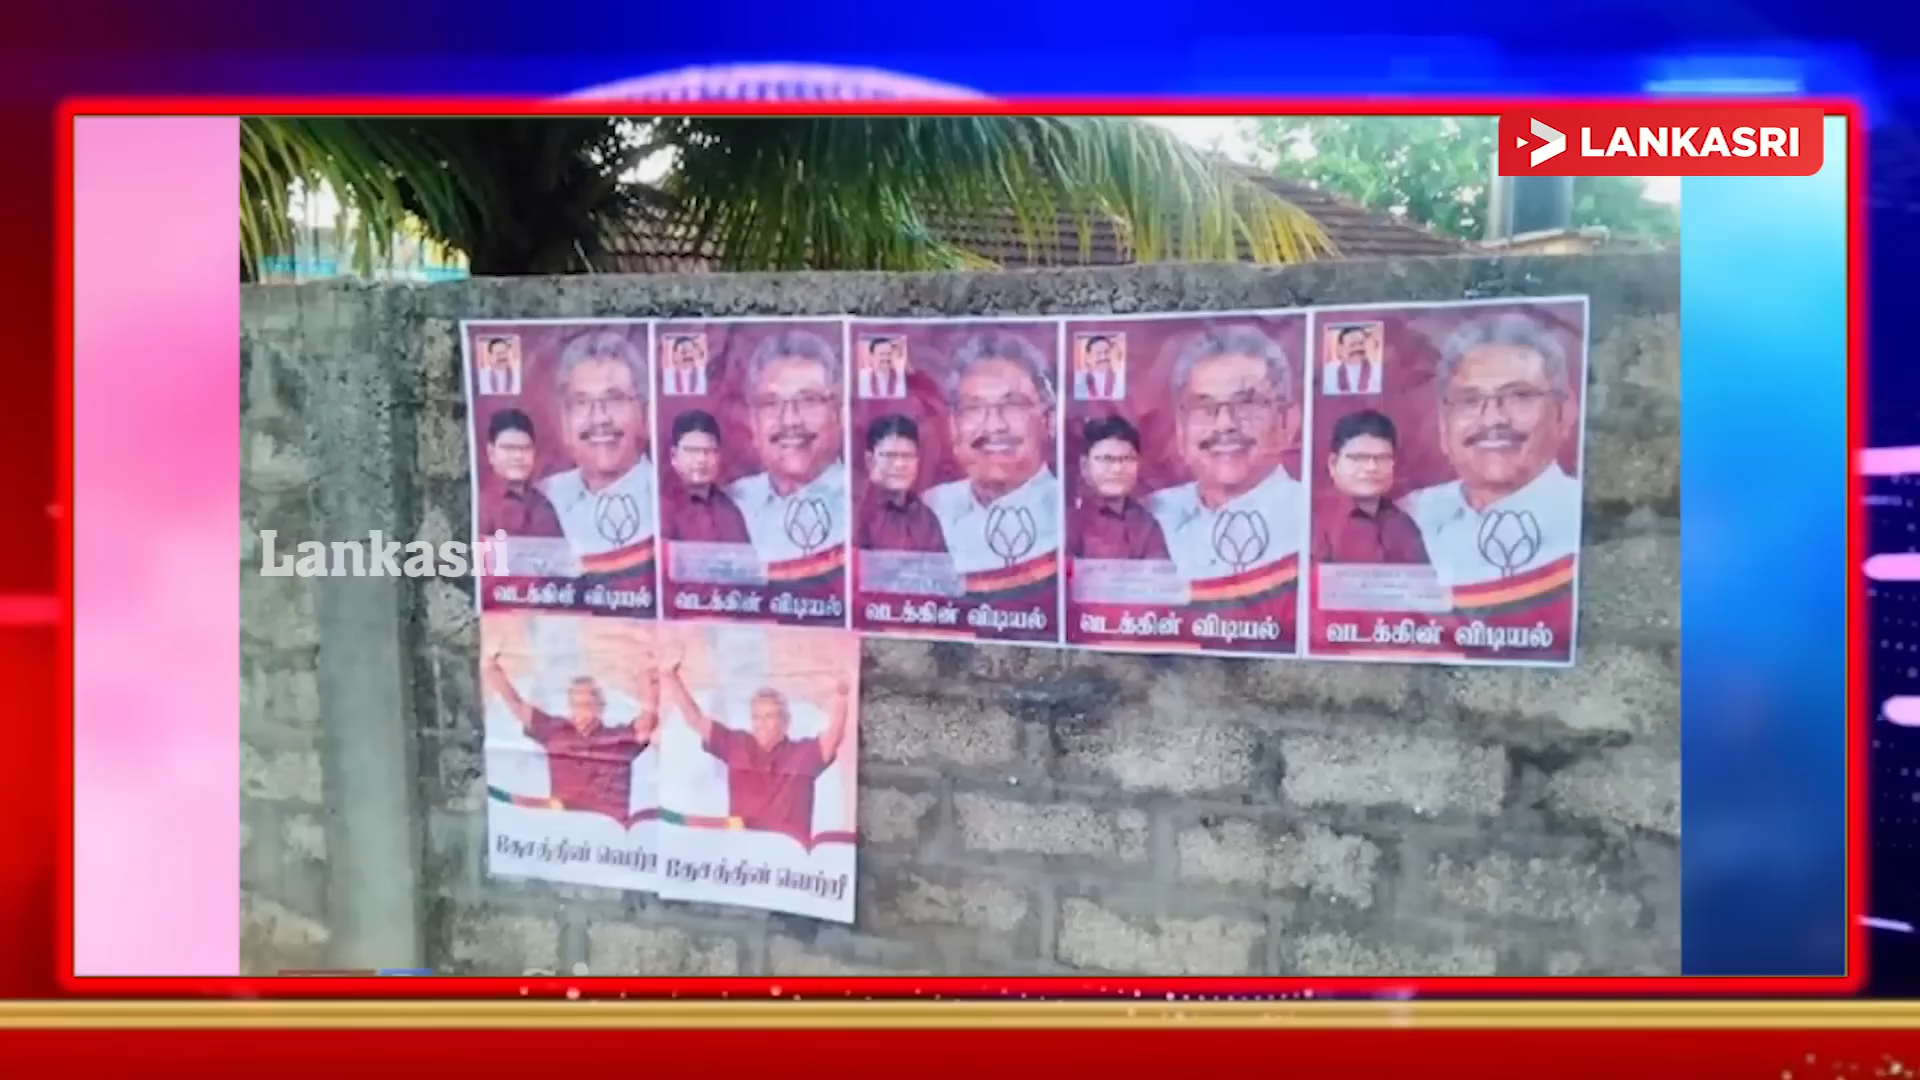 LANKASRI
Lankasri
வடக்கின் விடியல்
வடக்கின் விடியல்
வடக்கின் விடியல்
வடக்கின் விடியல்
வடக்கின் விடியல்
தேசத்தின்
தேசத்தின் வெற்றி